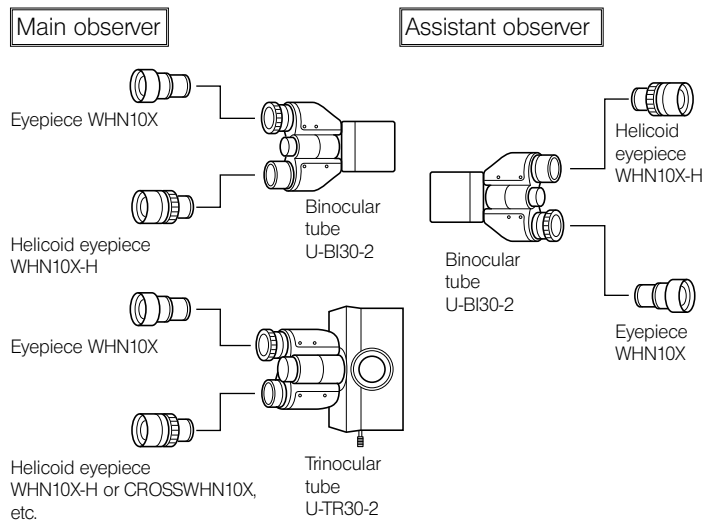 Main observer
Assistant observer
Eyepiece WHN10X
Helicoid eyepiece
WHN10X-H
Binocular
tube
U-BI30-2
Helicoid
eyepiece
WHN10X-H
Binocular
tube
U-BI30-2
Eyepiece
WHN10X
Eyepiece WHN10X
Helicoid eyepiece
WHN10X-H or CROSSWHN10X,
etc.
Trinocular
tube
U-TR30-2